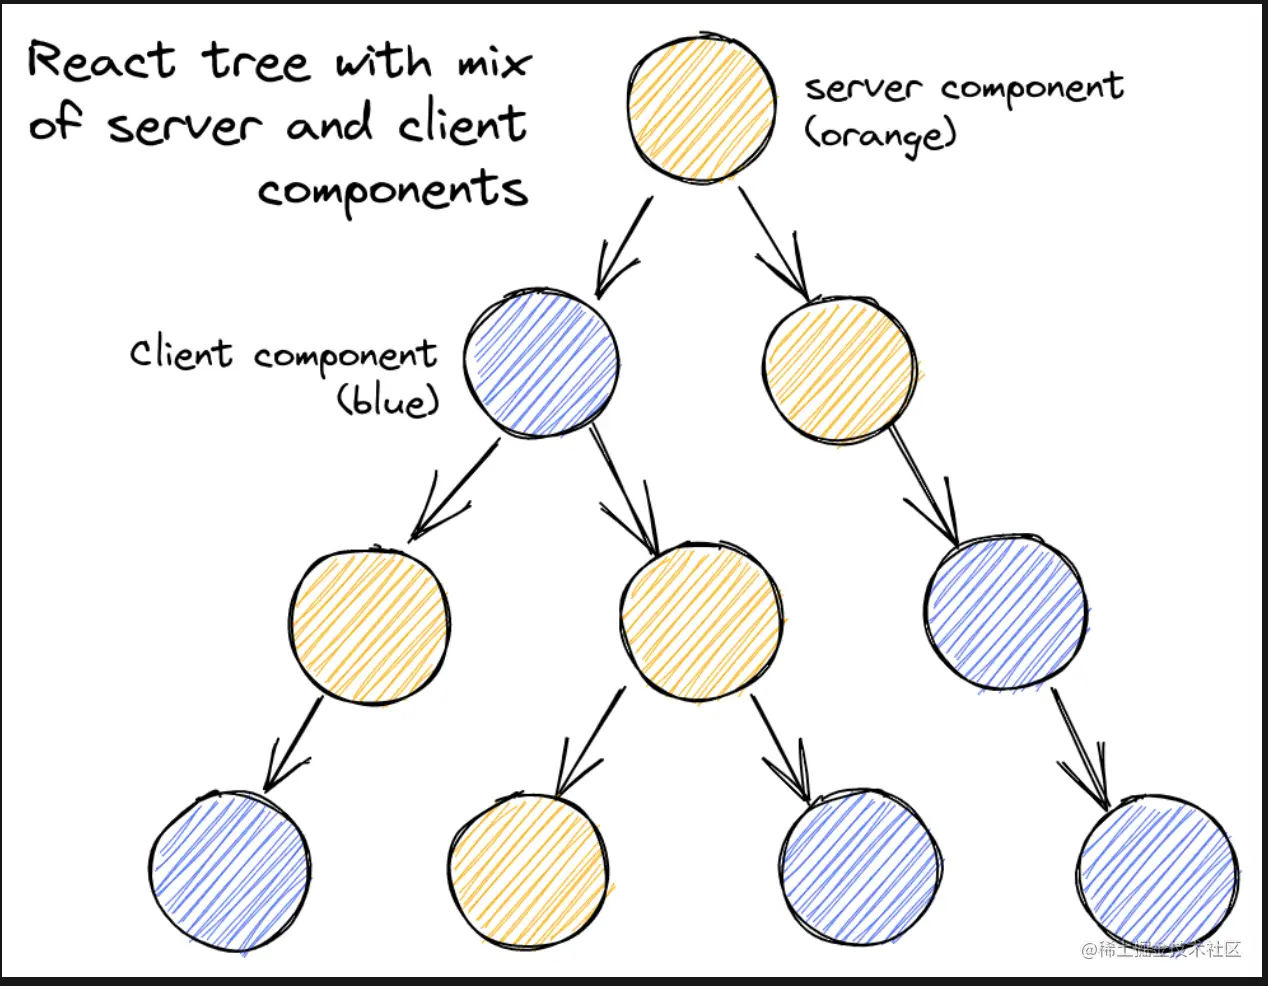 React tree with mix
of server and client
components
server component
(orange)
Client component
(blue)
@稀土掘金技术社区